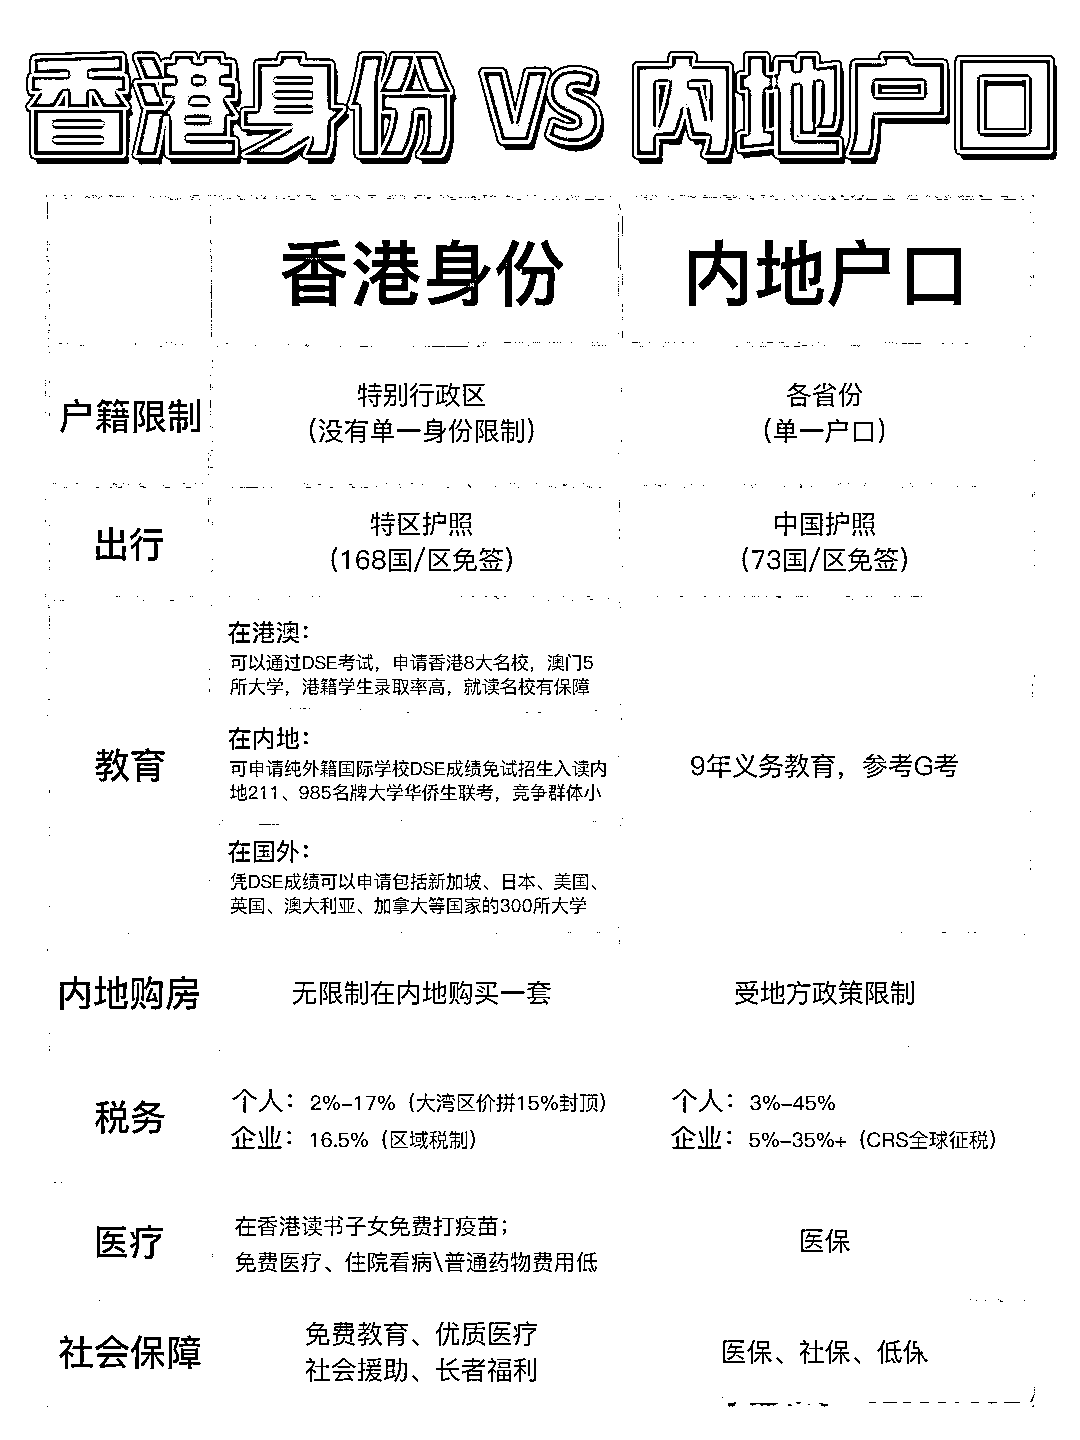 香港身份 VS 内地户口
香港身份 内地户口
户籍限制
特别行政区
（没有单一身份限制）
各省份
（单一户口）
出行
特区护照
（168国/区免签）
中国护照
（73国/区免签）
教育
在港澳：
可以通过DSE考试，申请香港8大名校，澳门5
所大学，港籍学生录取率高，就读名校有保障
在内地：
可申请纯外籍国际学校DSE成绩免试招生入读内
地211、985名牌大学华侨生联考，竞争群体小
在国外：
凭DSE成绩可以申请包括新加坡、日本、美国、
英国、澳大利亚、加拿大等国家的300所大学
9年义务教育，参考G考
内地购房
无限制在内地购买一套
受地方政策限制
税务
个人：2%-17%（大湾区价拼15%封顶）
企业：16.5%（区域税制）
个人：3%-45%
企业：5%-35%+（CRS全球征税）
医疗
在香港读书子女免费打疫苗；
免费医疗、住院看病\普通药物费用低
医保
社会保障
免费教育、优质医疗
社会援助、长者福利
医保、社保、低保